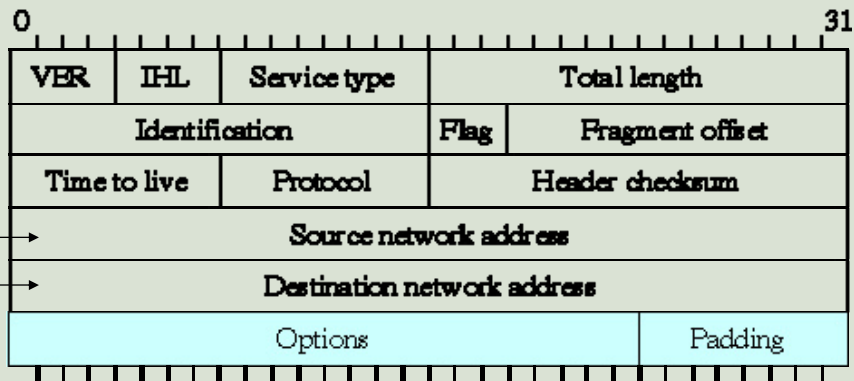 0 31
VER IHL Service type Total length
Identification Flag Fragment offset
Time to live Protocol Header checksum
Source network address
Destination network address
Options Padding